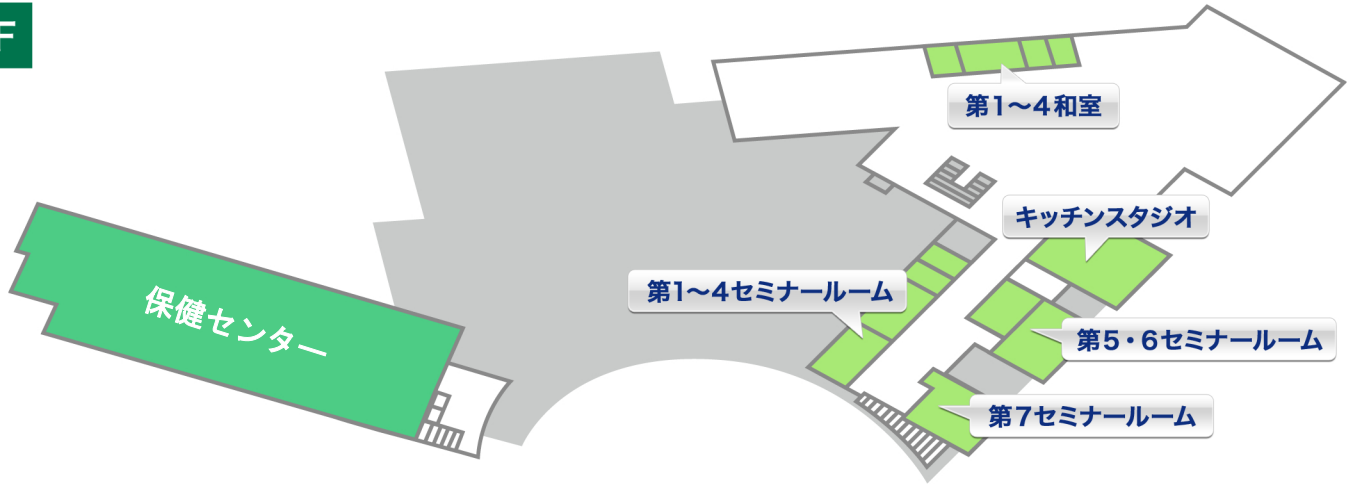 F
第1～4和室
キッチンスタジオ
第1～4セミナールーム
保健センター
第5・6セミナールーム
第7セミナールーム